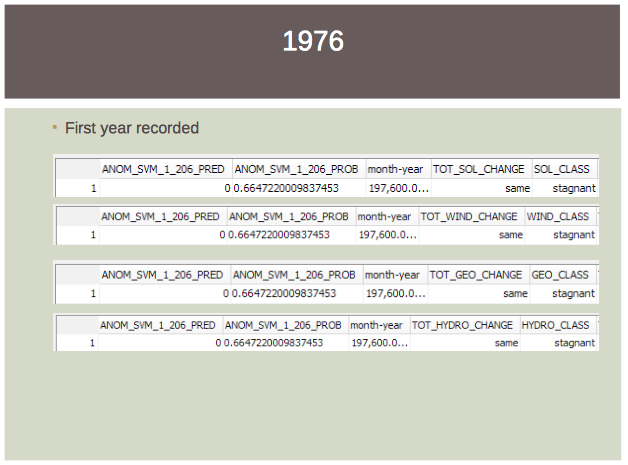 1976
▪ First year recorded
ANOM_SVM_1_206_PRED ANOM_SVM_1_206_PROB month-year TOT_SOL_CHANGE SOL_CLASS
1 0 0.6647220009837453 197,600.0... same stagnant
ANOM_SVM_1_206_PRED ANOM_SVM_1_206_PROB month-year TOT_WIND_CHANGE WIND_CLASS
1 0 0.6647220009837453 197,600.0... same stagnant
ANOM_SVM_1_206_PRED ANOM_SVM_1_206_PROB month-year TOT_GEO_CHANGE GEO_CLASS
1 0 0.6647220009837453 197,600.0... same stagnant
ANOM_SVM_1_206_PRED ANOM_SVM_1_206_PROB month-year TOT_HYDRO_CHANGE HYDRO_CLASS
1 0 0.6647220009837453 197,600.0... same stagnant